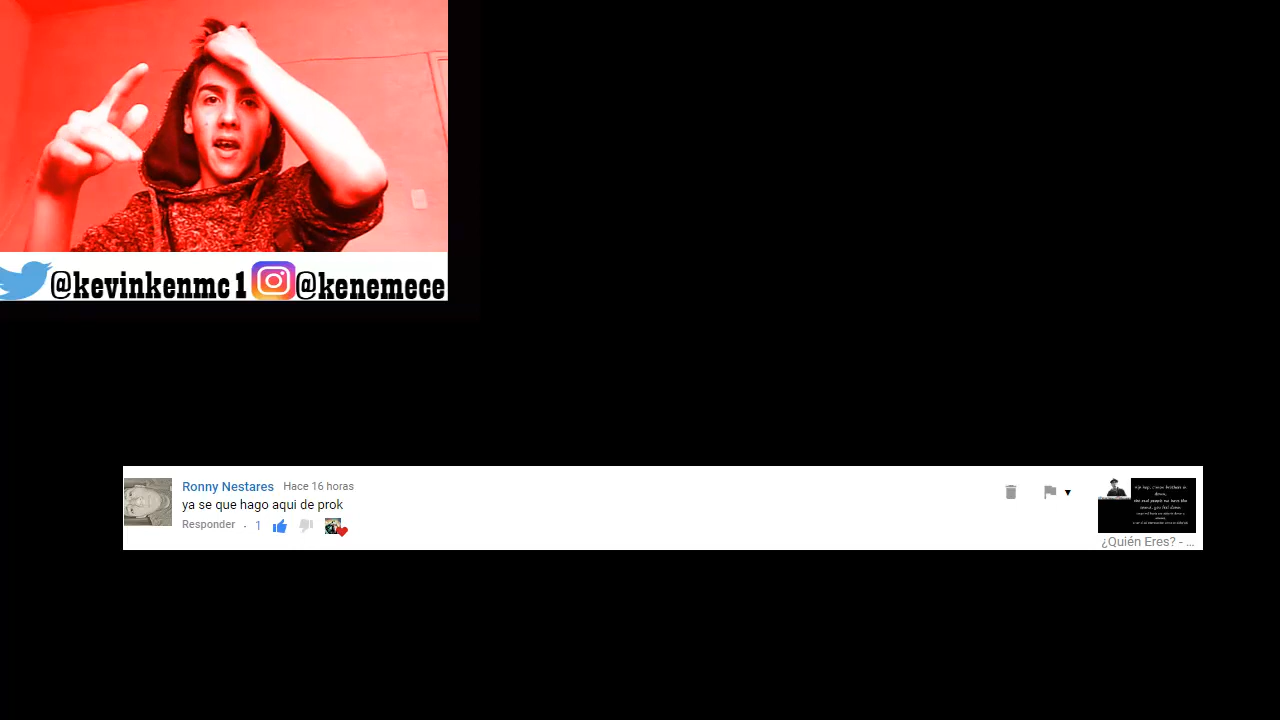 @kevinkenmc1 @kenemece
Ronny Nestares Hace 16 horas
ya se que hago aqui de prok
Responder · 1
¿Quién Eres? - ...